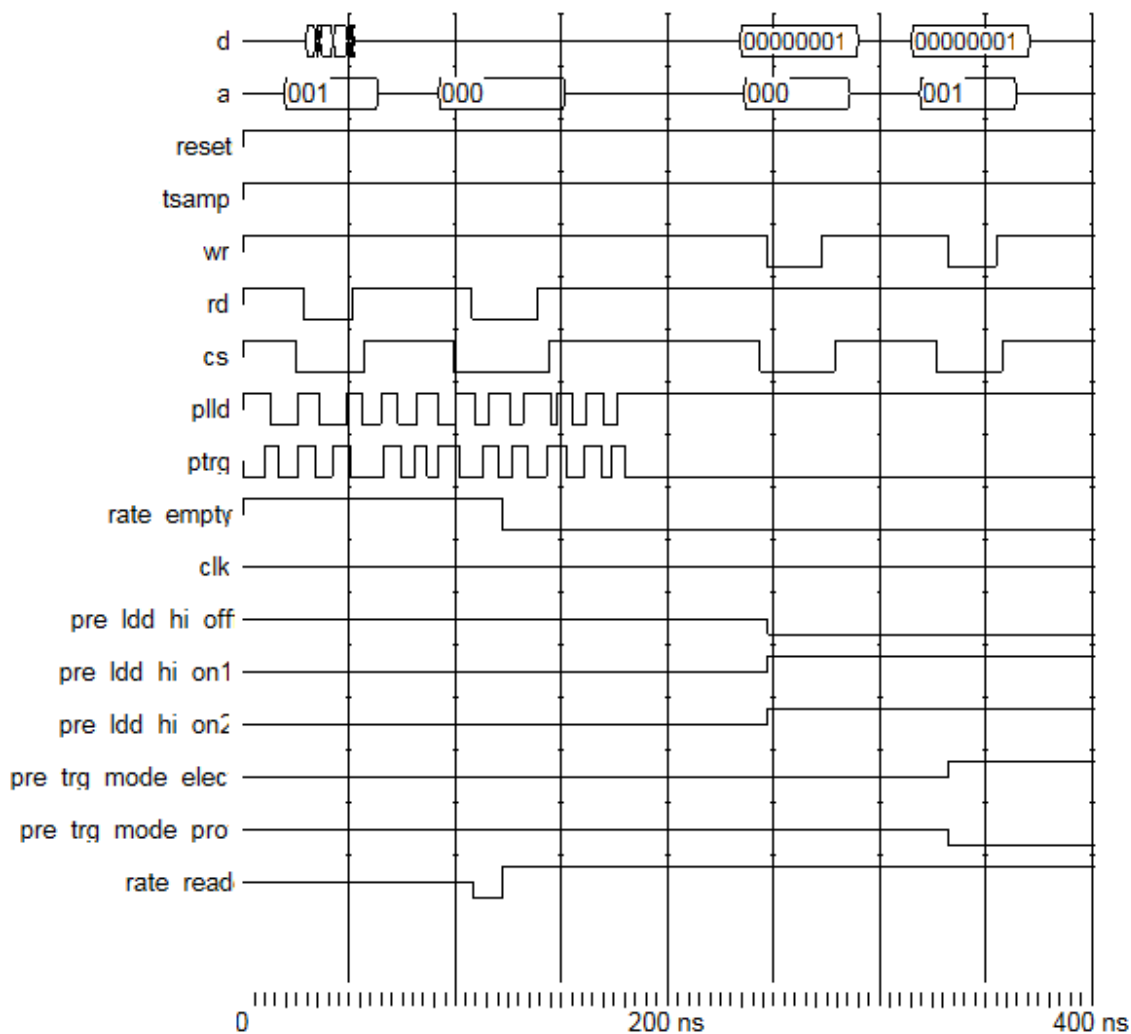 d 00000001 00000001
a 001 000 000 001
reset
tsamp
wr
rd
cs
plld
ptrg
rate empty
clk
pre ldd hi off
pre ldd hi on1
pre ldd hi on2
pre trg mode elec
pre trg mode pro
rate read
0 200 ns 400 ns